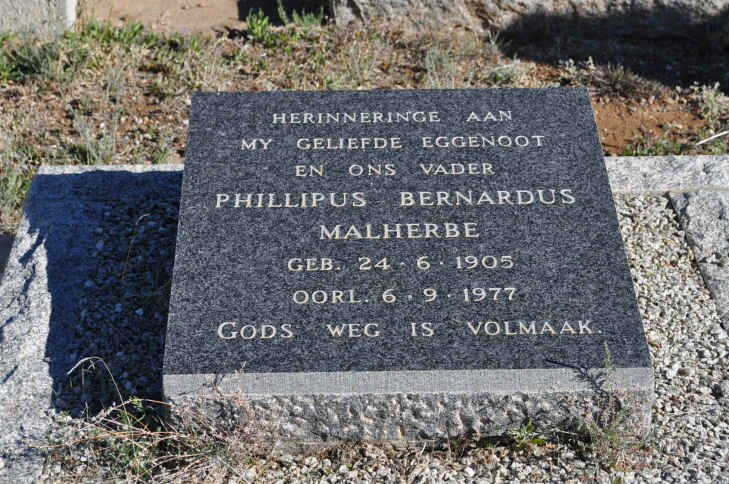 HERINNERINGE AAN
MY GELIEFDE EGGENOOT
EN ONS VADER
PHILLIPUS BERNARDUS
MALHERBE
GEB. 24·6·1905
OORL. 6·9·1977
GODS WEG IS VOLMAAK.